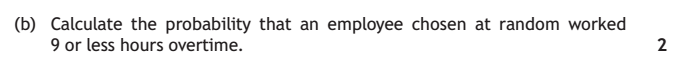 (b) Calculate the probability that an employee chosen at random worked
9 or less hours overtime. 2